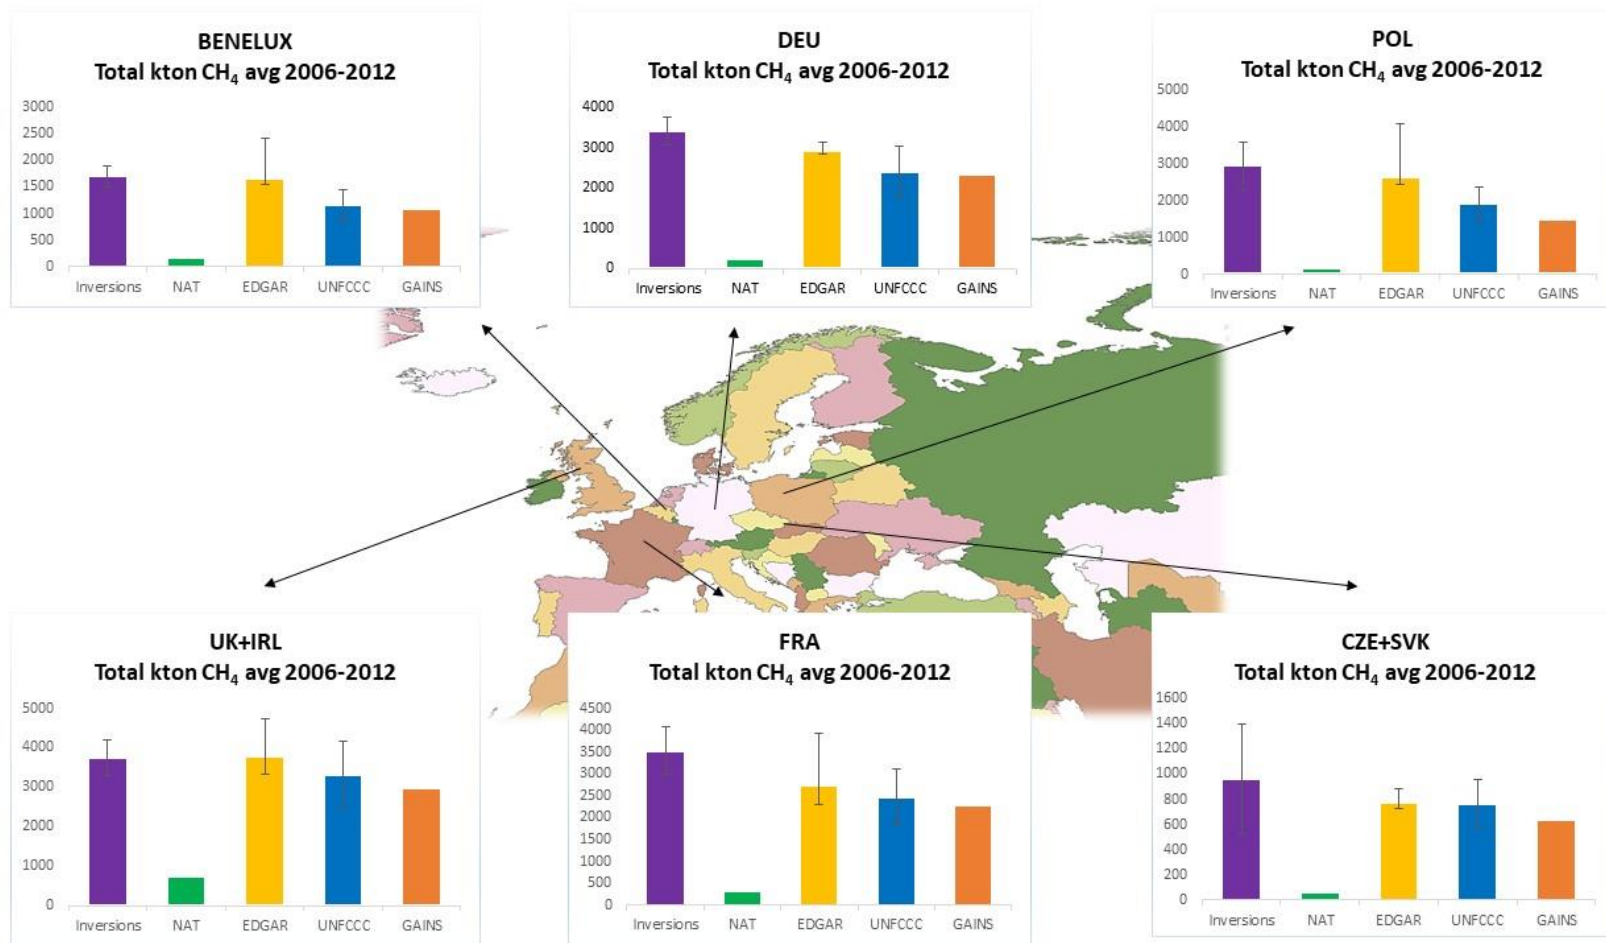 BENELUX
Total kton CH₄ avg 2006-2012
3000
2500
2000
1500
1000
500
0
Inversions NAT EDGAR UNFCCC GAINS
DEU
Total kton CH₄ avg 2006-2012
4000
3000
2000
1000
0
Inversions NAT EDGAR UNFCCC GAINS
POL
Total kton CH₄ avg 2006-2012
5000
4000
3000
2000
1000
0
Inversions NAT EDGAR UNFCCC GAINS
UK+IRL
Total kton CH₄ avg 2006-2012
5000
4000
3000
2000
1000
0
Inversions NAT EDGAR UNFCCC GAINS
FRA
Total kton CH₄ avg 2006-2012
4500
4000
3500
3000
2500
2000
1500
1000
500
0
Inversions NAT EDGAR UNFCCC GAINS
CZE+SVK
Total kton CH₄ avg 2006-2012
1600
1400
1200
1000
800
600
400
200
0
Inversions NAT EDGAR UNFCCC GAINS